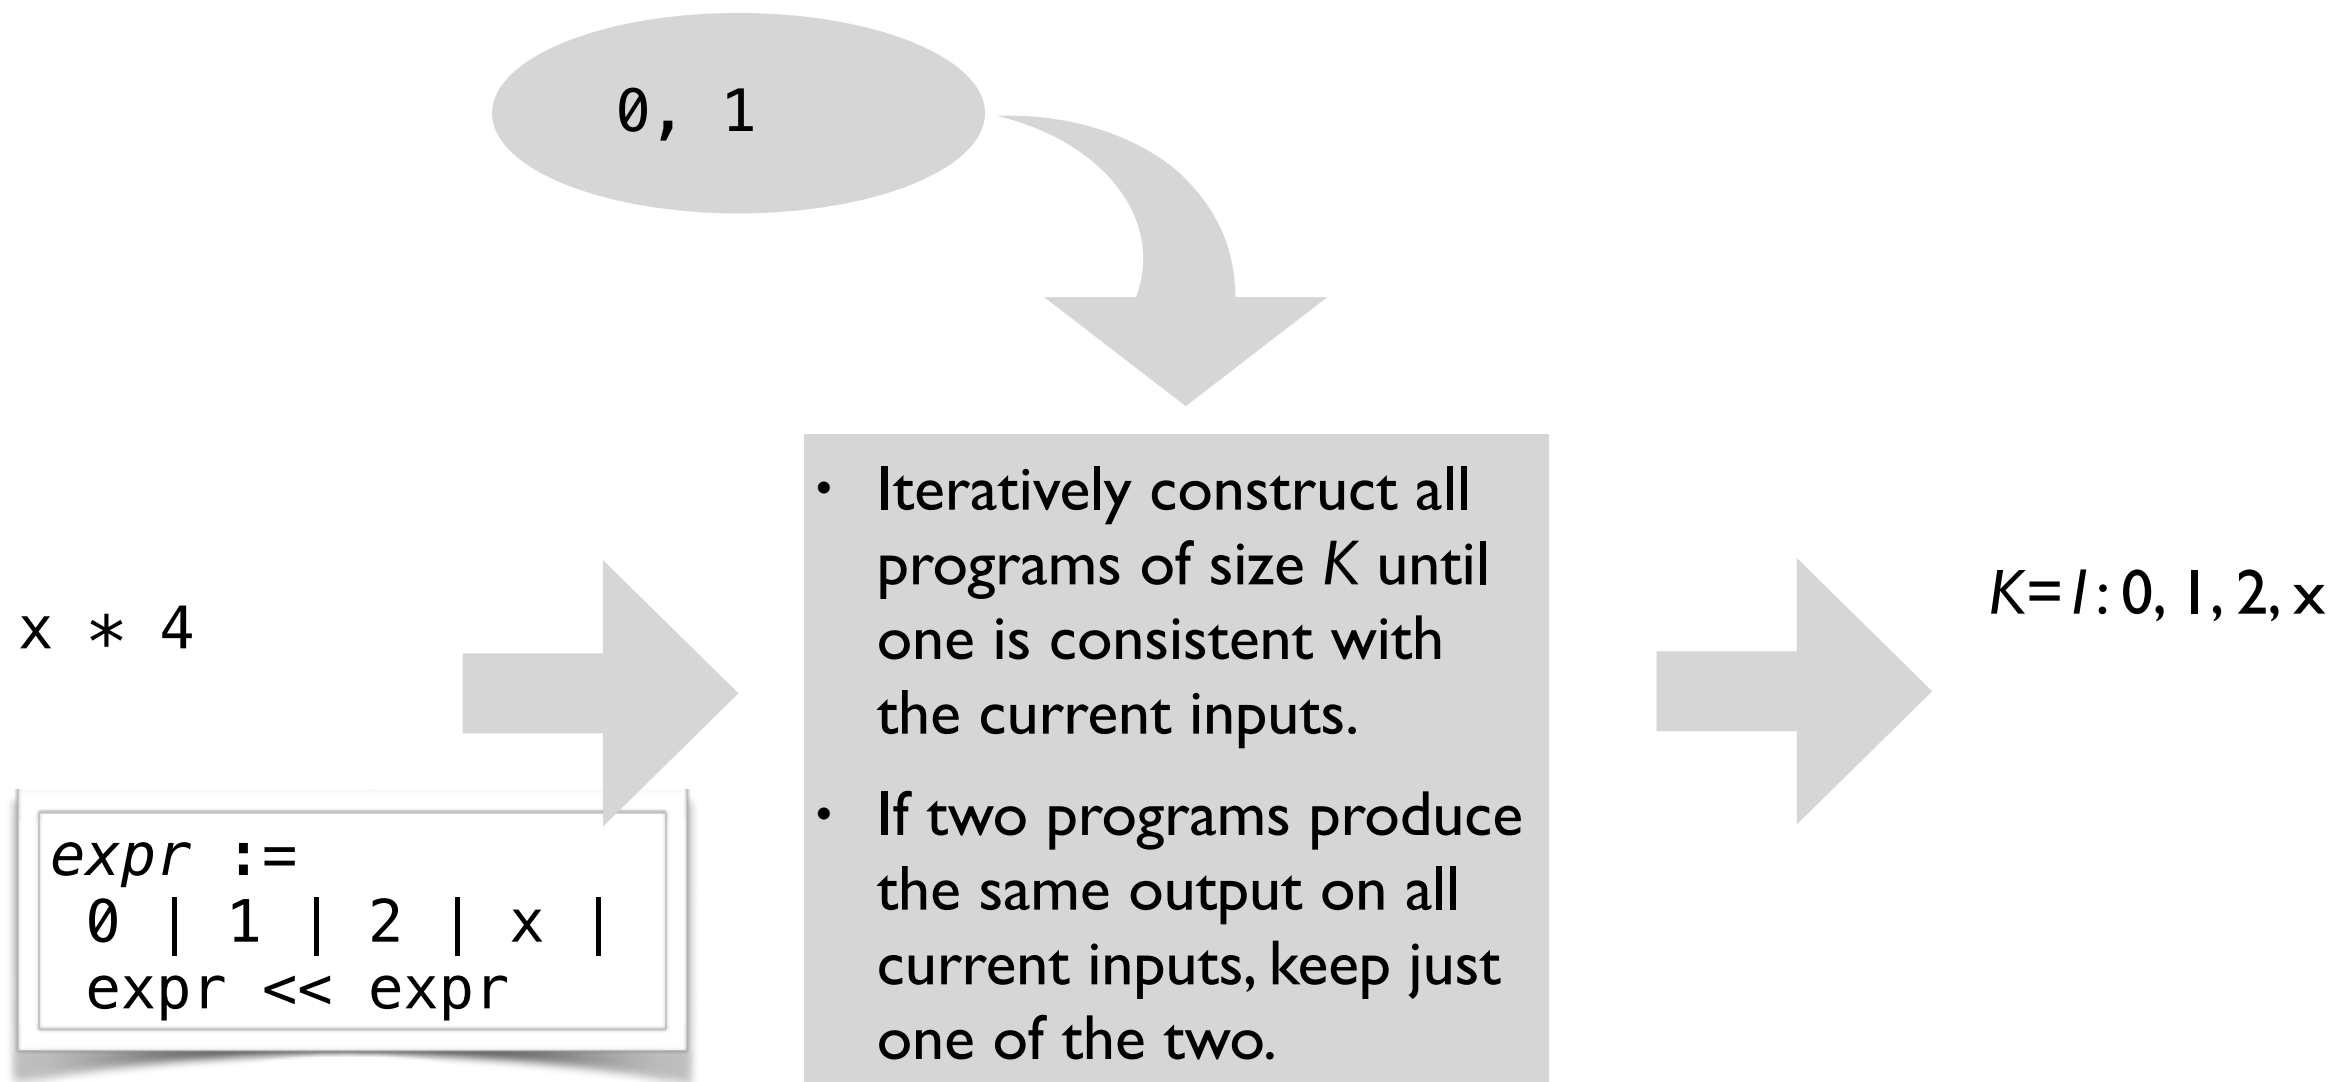 0, 1
x * 4
expr :=
0 | 1 | 2 | x |
expr << expr
• Iteratively construct all
programs of size K until
one is consistent with
the current inputs.
• If two programs produce
the same output on all
current inputs, keep just
one of the two.
K=1: 0, 1, 2, x